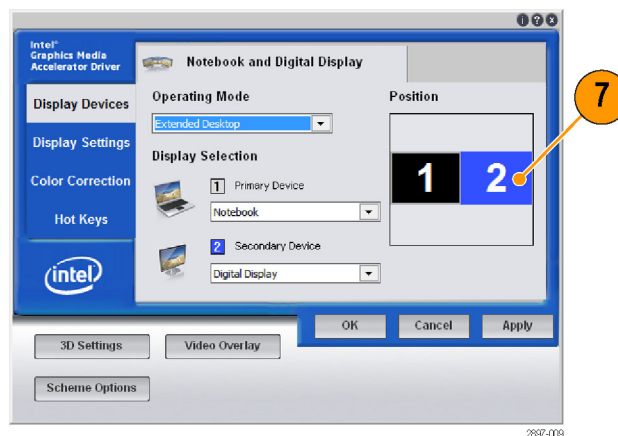 Intel®
Graphics Media
Accelerator Driver
Notebook and Digital Display
Display Devices
Display Settings
Color Correction
Hot Keys
intel
Operating Mode
Extended Desktop
Display Selection
1 Primary Device
Notebook
2 Secondary Device
Digital Display
Position
1 2
7
OK Cancel Apply
3D Settings Video Overlay
Scheme Options
2897-009